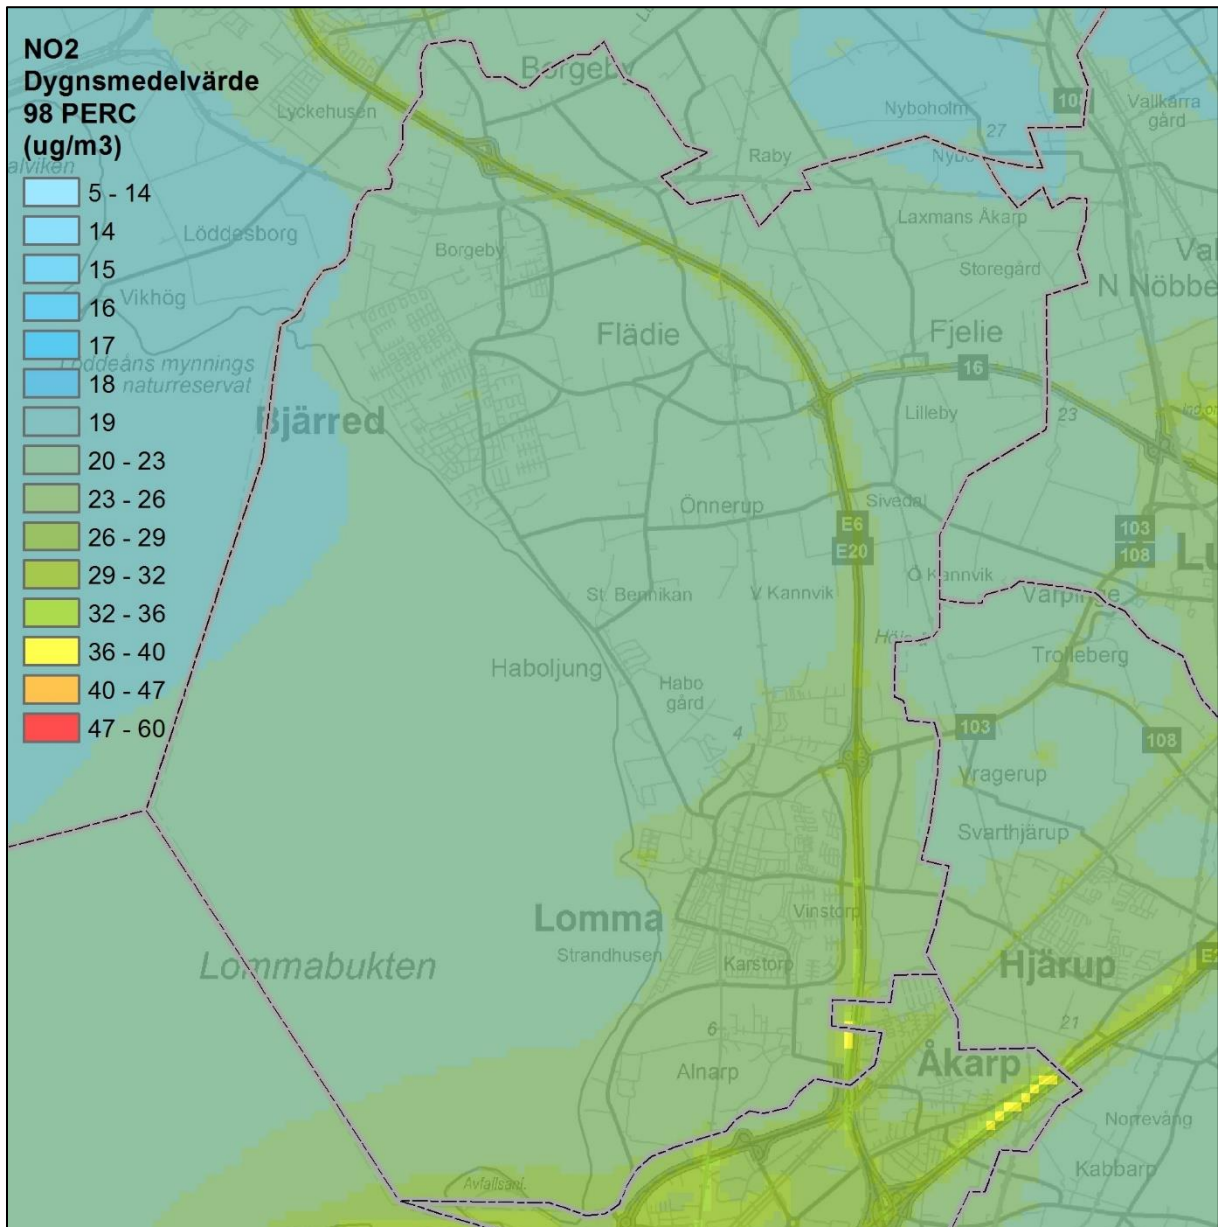 NO2
Dygnsmedelvärde
98 PERC
(ug/m3)
5 - 14
14
15
16
17
18
19
20 - 23
23 - 26
26 - 29
29 - 32
32 - 36
36 - 40
40 - 47
47 - 60
Borgeby
Lyckehusen
Nyboholm
27
Nybo
Vallkärra
gård
Raby
Löddesborg
Laxmans Åkarp
Borgeby
Storegård
N Nöbbe
Vikhög
Flädie
Fjelie
Löddeåns mynnings
naturreservat
16
Bjärred
Lilleby
23
Önnerup
Sivedal
E6
E20
103
108
Ö Kannvik
St. Bennikan
V Kannvik
Värpinge
Haboljung
Habo
gård
Trolleberg
4
103
108
Vragerup
Svarthjärup
Lomma
Strandhusen
Vinstorp
Karstorp
Lommabukten
Hjärup
6
21
Alnarp
Åkarp
Norrevång
Kabbarp
Avfallsanl.